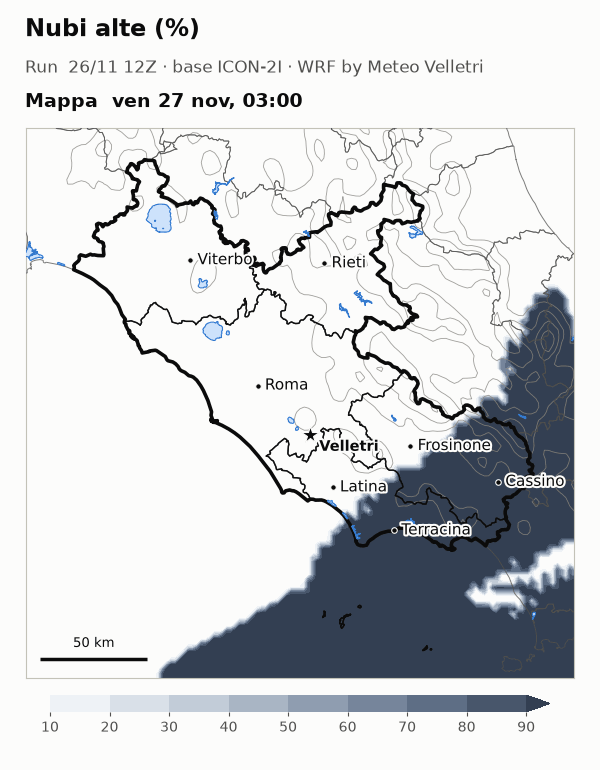 Nubi alte (%)
Run  26/11 12Z · base ICON-2I · WRF by Meteo Velletri
Mappa  ven 27 nov, 03:00
Viterbo
Rieti
Roma
Velletri
Frosinone
Cassino
Latina
Terracina
50 km
10 20 30 40 50 60 70 80 90